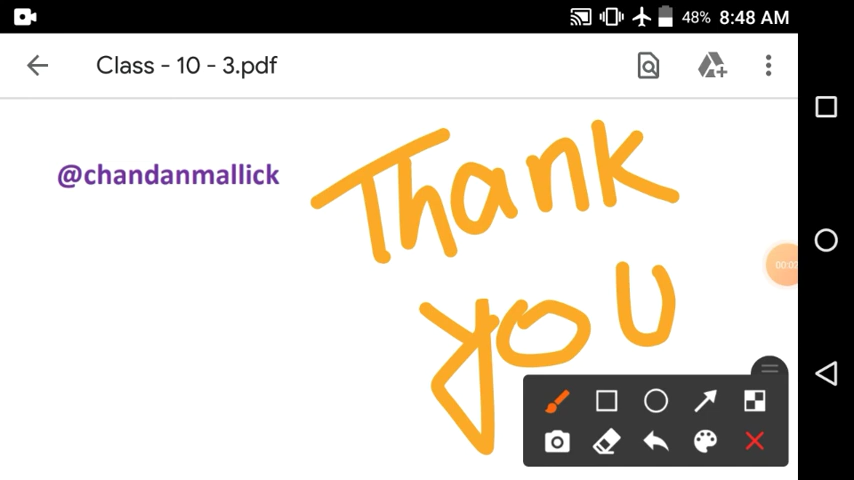 48% 8:48 AM
Class - 10 - 3.pdf
@chandanmallick
Thank
you